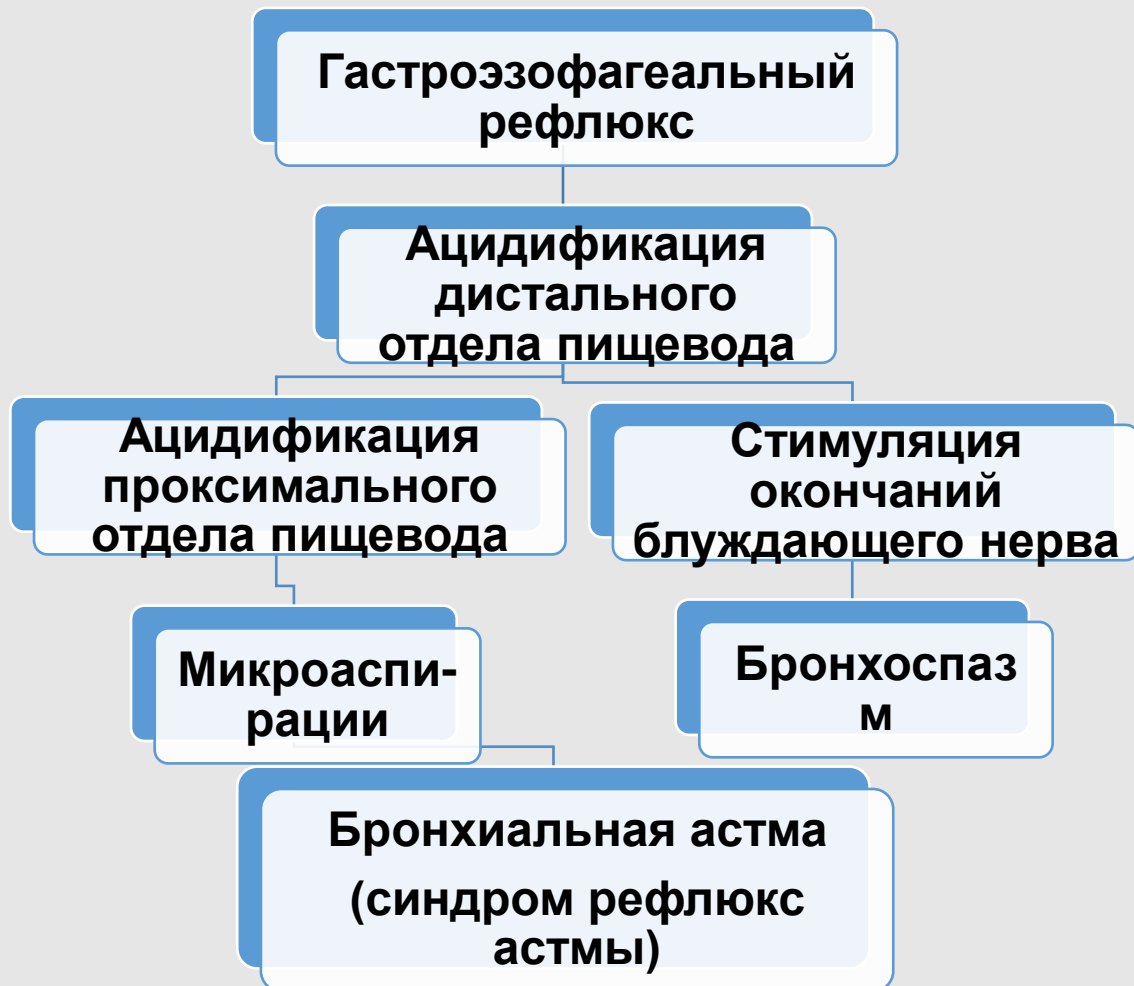 Гастроэзофагеальный
рефлюкс
Ацидификация
дистального
отдела пищевода
Ацидификация
проксимального
отдела пищевода
Стимуляция
окончаний
блуждающего нерва
Микроаспи-
рации
Бронхоспаз
м
Бронхиальная астма
(синдром рефлюкс
астмы)